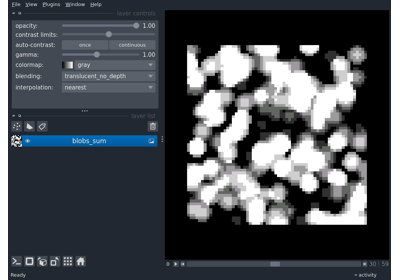 File View Plugins Window Help
layer controls
opacity: 1.00
contrast limits:
auto-contrast: once continuous
gamma: 1.00
colormap: gray
blending: translucent_no_depth
interpolation: nearest
layer list
blobs_sum
30 59
Ready activity